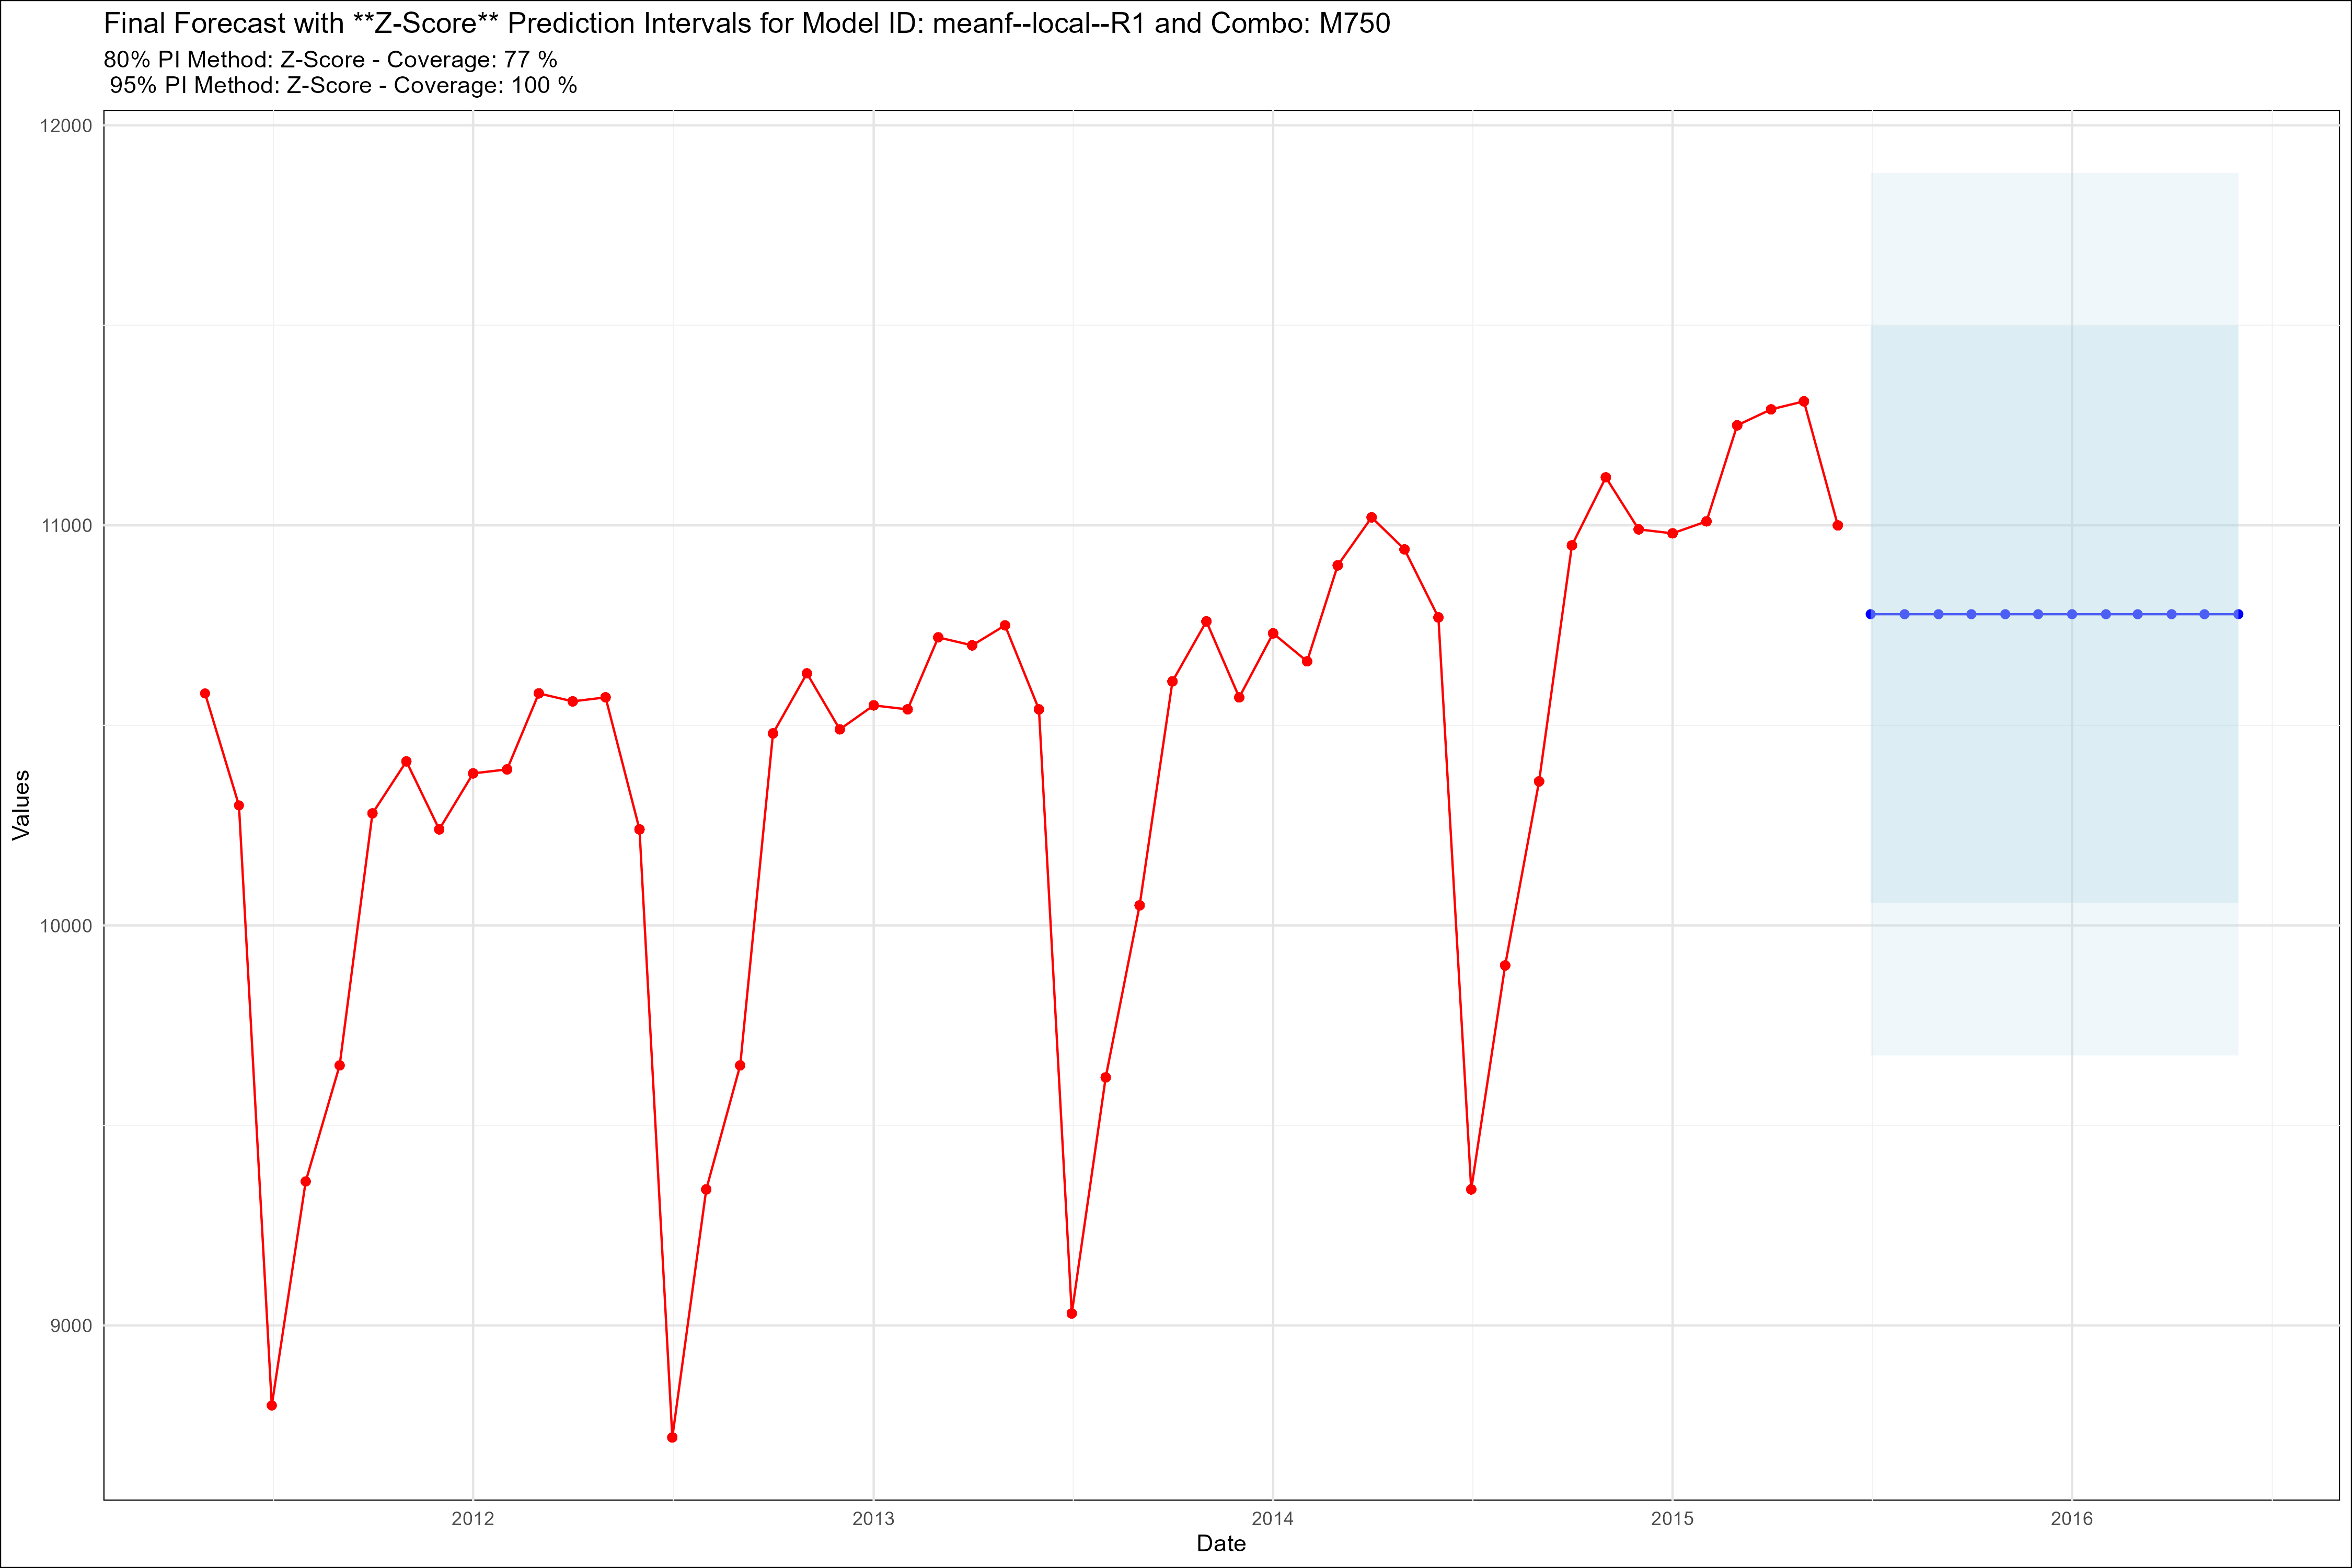 Final Forecast with **Z-Score** Prediction Intervals for Model ID: meanf--local--R1 and Combo: M750
80% PI Method: Z-Score - Coverage: 77 %
95% PI Method: Z-Score - Coverage: 100 %
12000
11000
10000
9000
Values
2012
2013
2014
2015
2016
Date